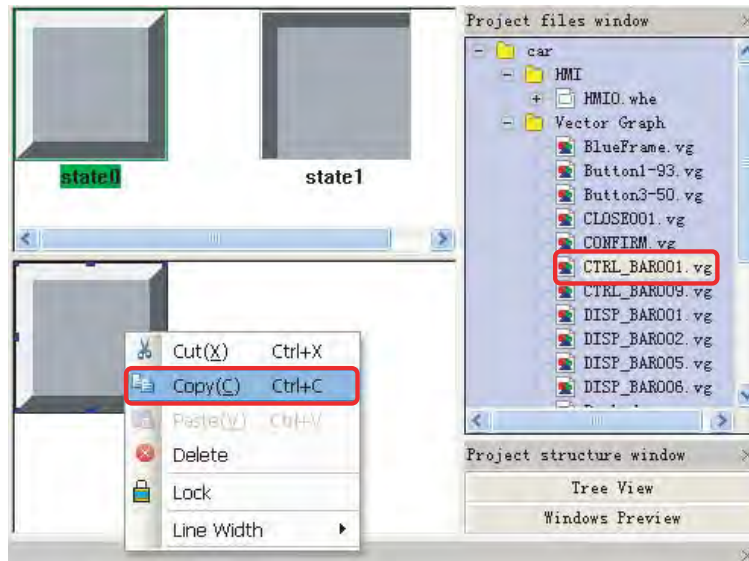 state0
state1
Cut(X) Ctrl+X
Copy(C) Ctrl+C
Paste(V) Ctrl+V
Delete
Lock
Line Width
Project files window
car
HMI
HMI0.whe
Vector Graph
BlueFrame.vg
Button1-93.vg
Button3-50.vg
CLOSE001.vg
CONFIRM.vg
CTRL_BAR001.vg
CTRL_BAR009.vg
DISP_BAR001.vg
DISP_BAR002.vg
DISP_BAR005.vg
DISP_BAR006.vg
Project structure window
Tree View
Windows Preview